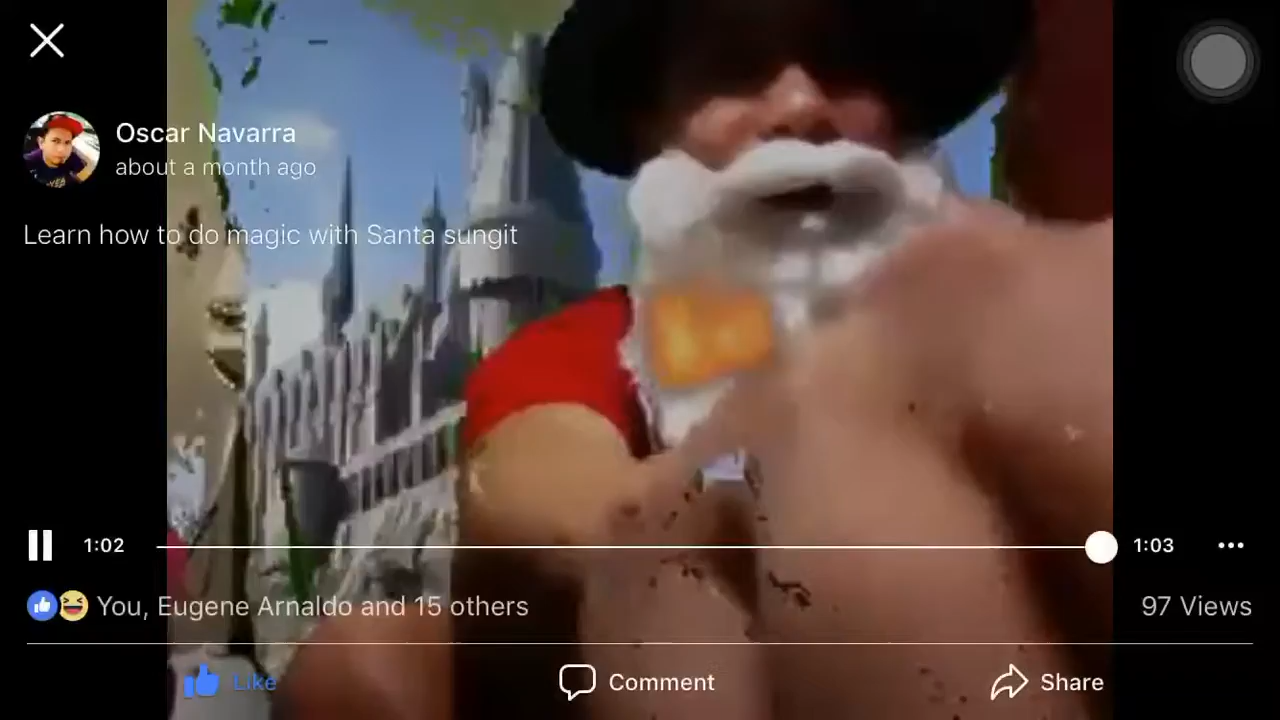 Oscar Navarra
about a month ago
Learn how to do magic with Santa sungit
1:02
1:03
You, Eugene Arnaldo and 15 others
97 Views
Like
Comment
Share